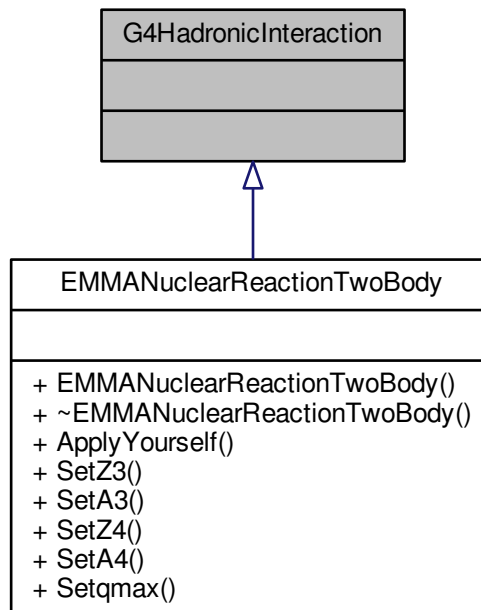 G4HadronicInteraction
EMMANuclearReactionTwoBody
+ EMMANuclearReactionTwoBody()
+ ~EMMANuclearReactionTwoBody()
+ ApplyYourself()
+ SetZ3()
+ SetA3()
+ SetZ4()
+ SetA4()
+ Setqmax()